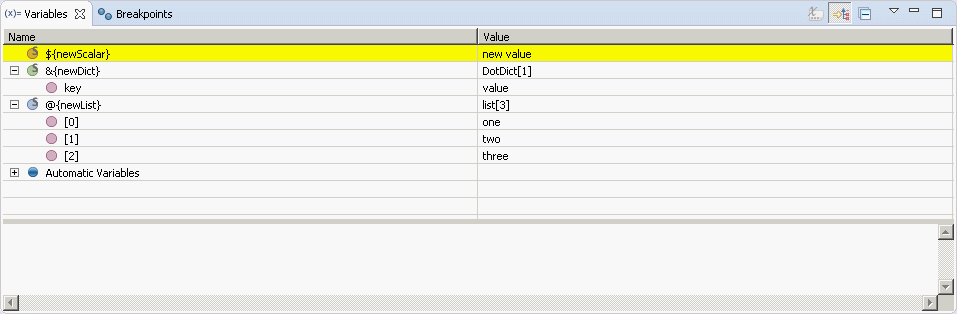 (x)= Variables Breakpoints
Name Value
${newScalar} new value
&{newDict} DotDict[1]
key value
@{newList} list[3]
[0] one
[1] two
[2] three
Automatic Variables